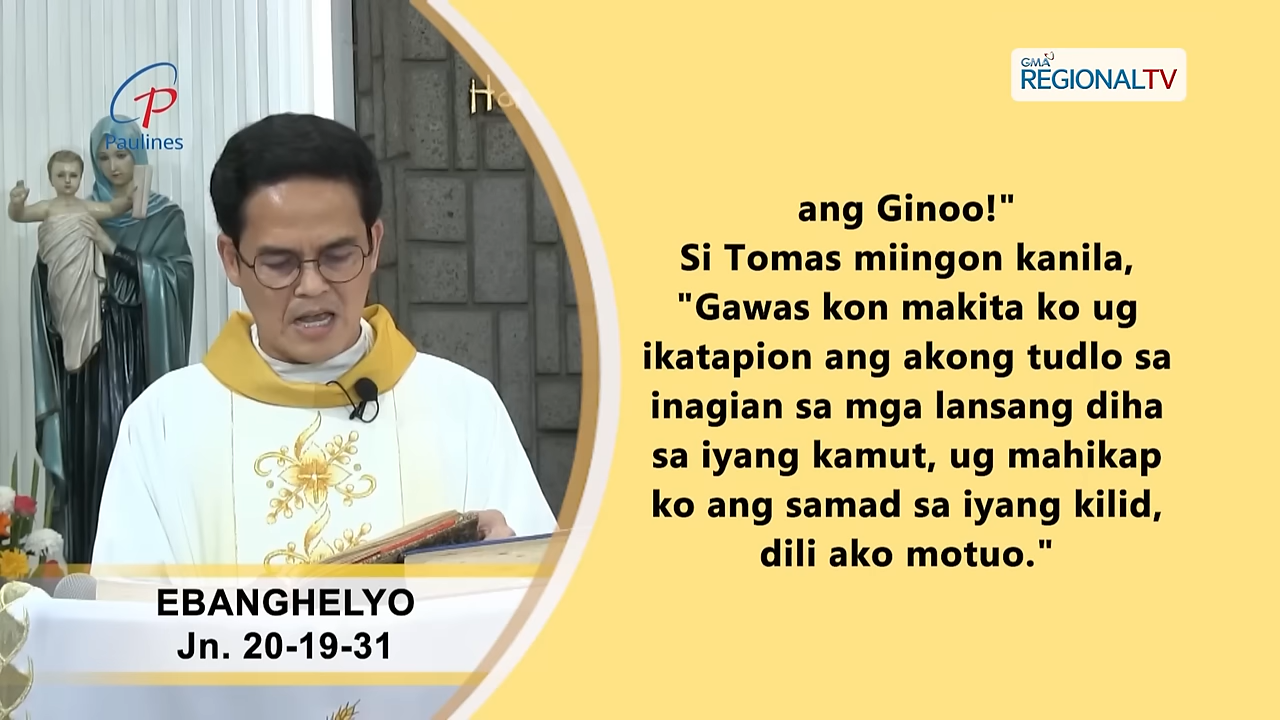 Paulines
GMA
REGIONALTV
ang Ginoo!"
Si Tomas miingon kanila,
"Gawas kon makita ko ug
ikatapion ang akong tudlo sa
inagian sa mga lansang diha
sa iyang kamut, ug mahikap
ko ang samad sa iyang kilid,
dili ako motuo."
EBANGHELYO
Jn. 20-19-31